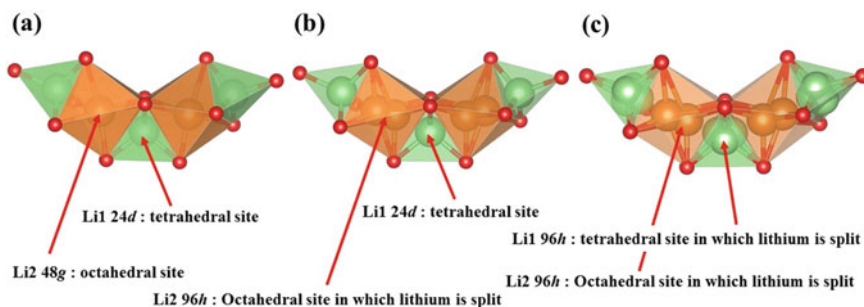 (a)
(b)
(c)
Li1 24d : tetrahedral site
Li2 48g : octahedral site
Li1 24d : tetrahedral site
Li2 96h : Octahedral site in which lithium is split
Li1 96h : tetrahedral site in which lithium is split
Li2 96h : Octahedral site in which lithium is split